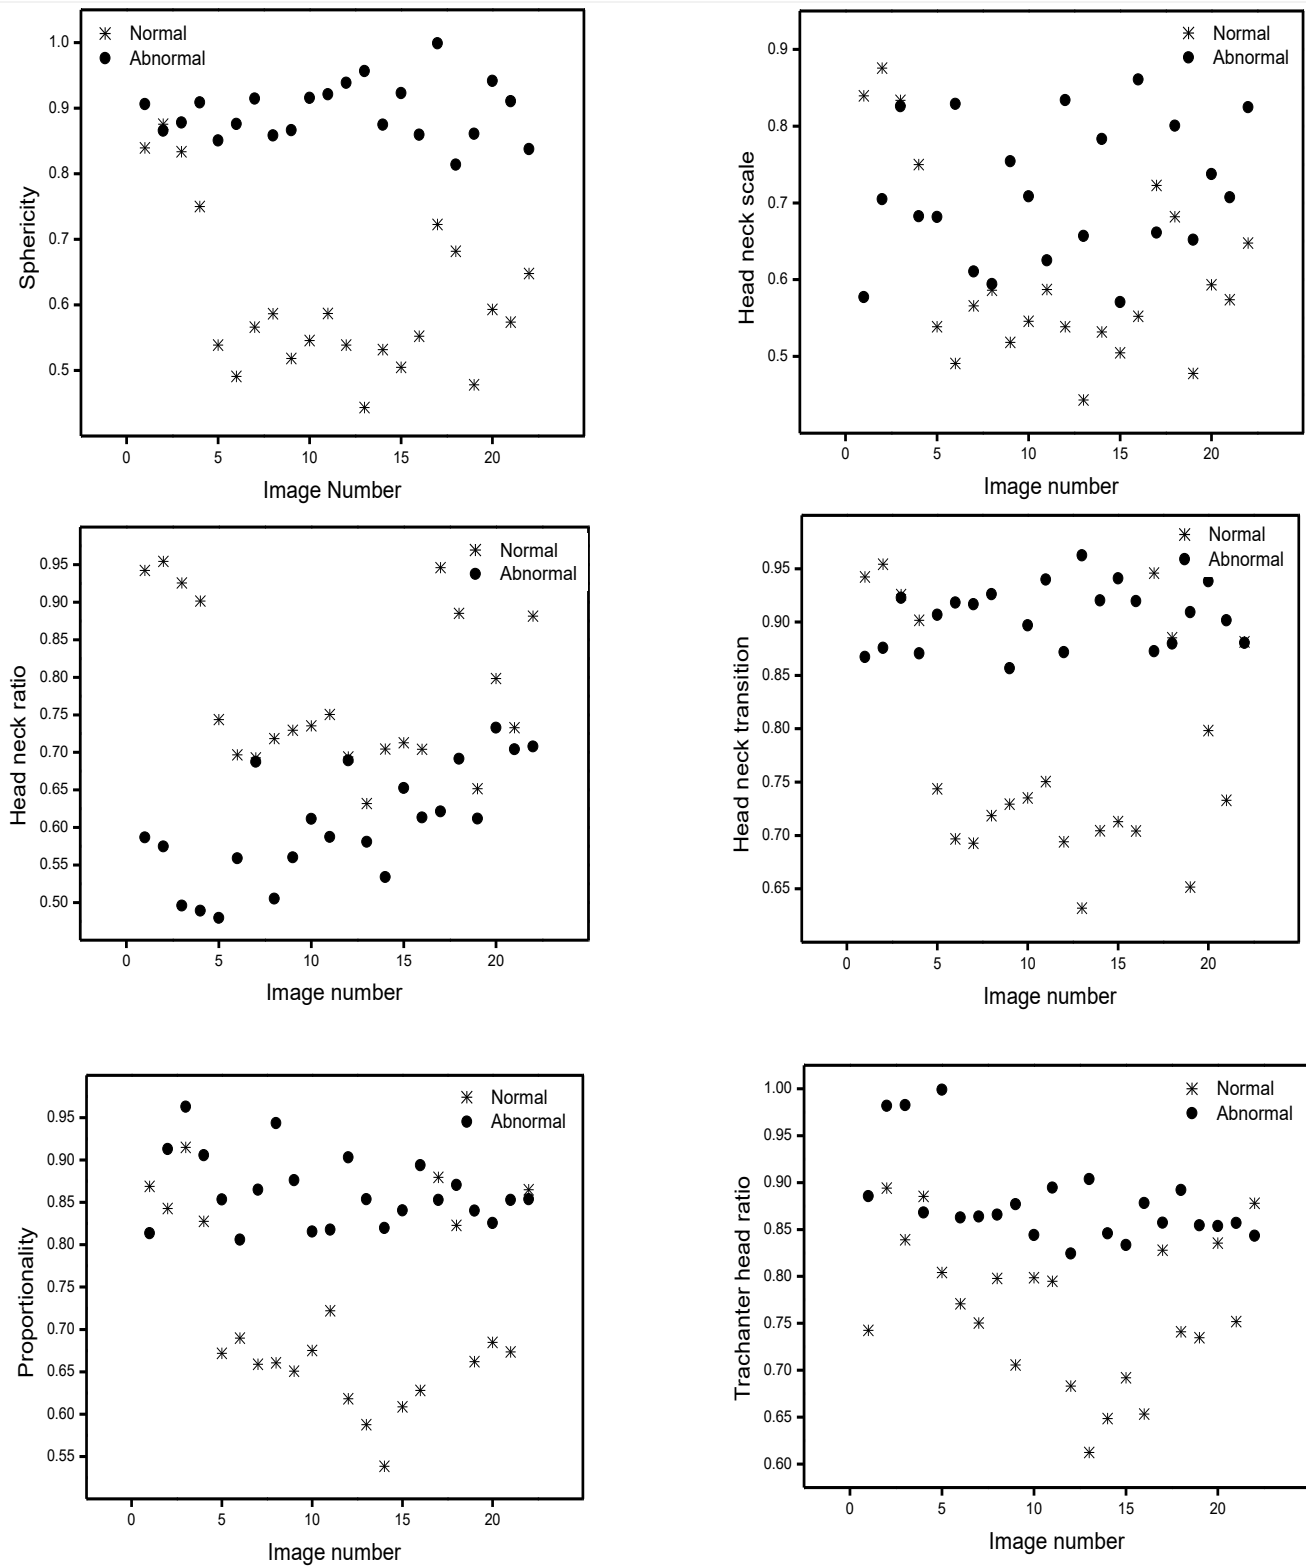 Normal
Abnormal
1.0
0.9
0.8
0.7
0.6
0.5
Sphericity
0 5 10 15 20
Image Number
Normal
Abnormal
0.9
0.8
0.7
0.6
0.5
Head neck scale
0 5 10 15 20
Image number
Normal
Abnormal
0.95
0.90
0.85
0.80
0.75
0.70
0.65
0.60
0.55
0.50
Head neck ratio
0 5 10 15 20
Image number
Normal
Abnormal
0.95
0.90
0.85
0.80
0.75
0.70
0.65
Head neck transition
0 5 10 15 20
Image number
Normal
Abnormal
0.95
0.90
0.85
0.80
0.75
0.70
0.65
0.60
0.55
Proportionality
0 5 10 15 20
Image number
Normal
Abnormal
1.00
0.95
0.90
0.85
0.80
0.75
0.70
0.65
0.60
Trachanter head ratio
0 5 10 15 20
Image number